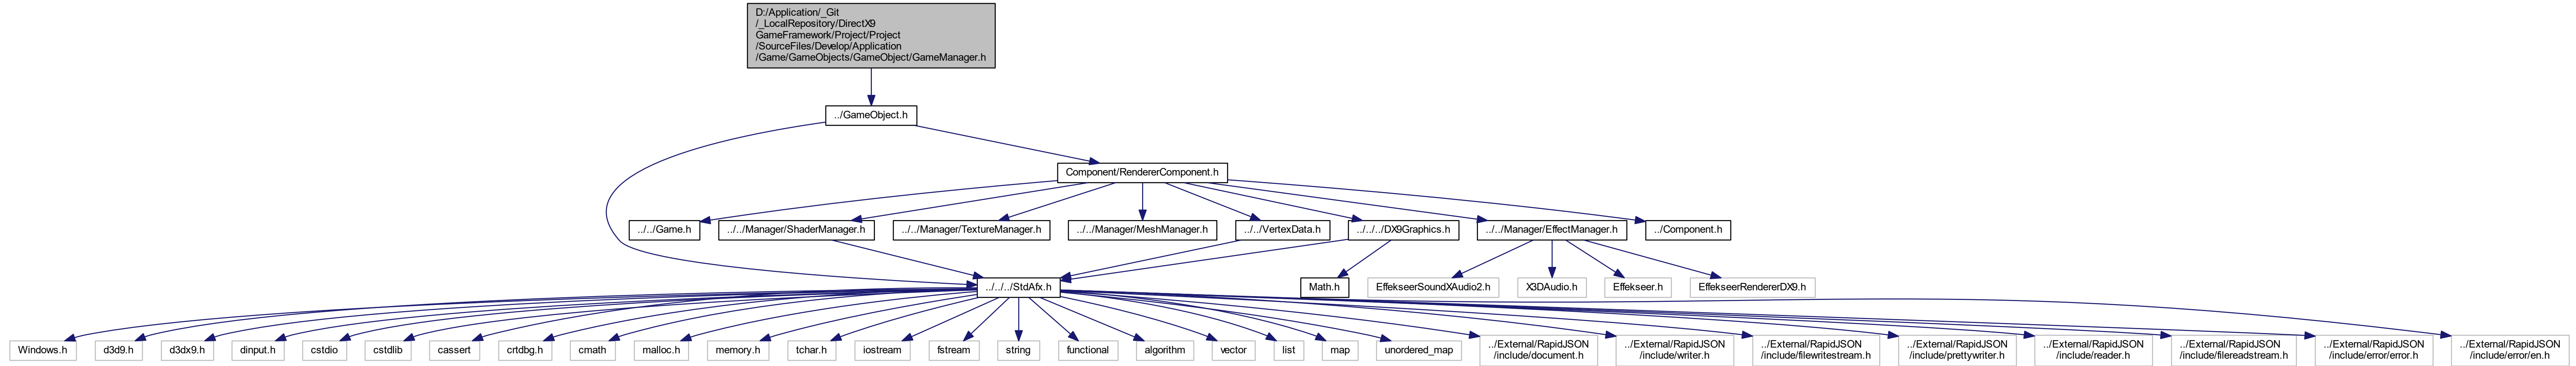 D:/Application/_Git
/_LocalRepository/DirectX9
GameFramework/Project/Project
/SourceFiles/Develop/Application
/Game/GameObjects/GameObject/GameManager.h
../GameObject.h
Component/RendererComponent.h
../../Game.h
../../Manager/ShaderManager.h
../../Manager/TextureManager.h
../../Manager/MeshManager.h
../../VertexData.h
../../../DX9Graphics.h
../../Manager/EffectManager.h
../Component.h
../../../StdAfx.h
Math.h
EffekseerSoundXAudio2.h
X3DAudio.h
Effekseer.h
EffekseerRendererDX9.h
Windows.h
d3d9.h
d3dx9.h
dinput.h
cstdio
cstdlib
cassert
crtdbg.h
cmath
malloc.h
memory.h
tchar.h
iostream
fstream
string
functional
algorithm
vector
list
map
unordered_map
../External/RapidJSON
/include/document.h
../External/RapidJSON
/include/writer.h
../External/RapidJSON
/include/filewritestream.h
../External/RapidJSON
/include/prettywriter.h
../External/RapidJSON
/include/reader.h
../External/RapidJSON
/include/filereadstream.h
../External/RapidJSON
/include/error/error.h
../External/RapidJSON
/include/error/en.h